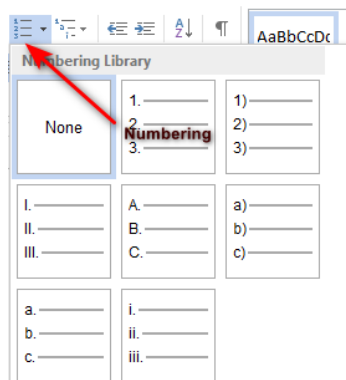 AaBbCcDc
Numbering Library
None
1.
2.
3.
1)
2)
3)
Numbering
I.
II.
III.
A.
B.
C.
a)
b)
c)
a.
b.
c.
i.
ii.
iii.